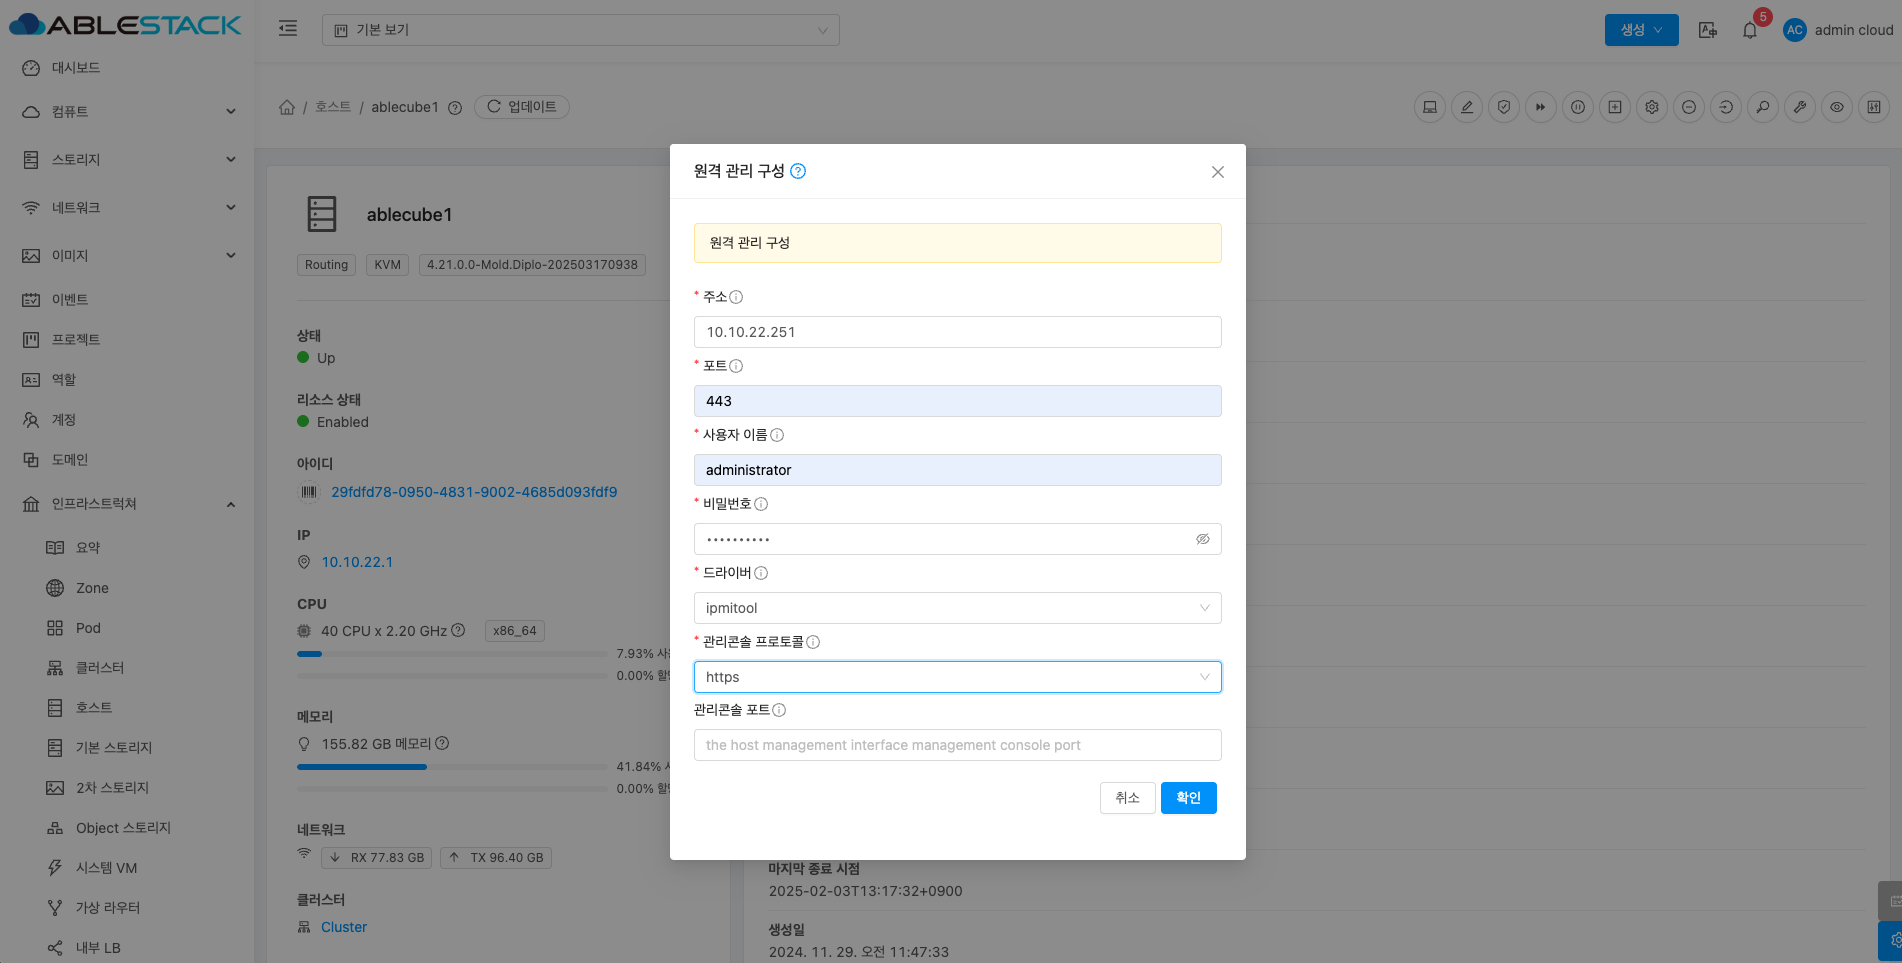 ABLESTACK
기본 보기
생성
5
AC
admin cloud
대시보드
컴퓨트
스토리지
네트워크
이미지
이벤트
프로젝트
역할
계정
도메인
인프라스트럭쳐
요약
Zone
Pod
클러스터
호스트
기본 스토리지
2차 스토리지
Object 스토리지
시스템 VM
가상 라우터
내부 LB
/ 호스트 / ablecube1
업데이트
ablecube1
Routing
KVM
4.21.0.0-Mold.Diplo-202503170938
상태
Up
리소스 상태
Enabled
아이디
29fdfd78-0950-4831-9002-4685d093fdf9
IP
10.10.22.1
CPU
40 CPU x 2.20 GHz
x86_64
7.93%
0.00%
메모리
155.82 GB 메모리
41.84%
0.00%
네트워크
RX 77.83 GB
TX 96.40 GB
클러스터
Cluster
원격 관리 구성
원격 관리 구성
* 주소
10.10.22.251
* 포트
443
* 사용자 이름
administrator
* 비밀번호
••••••••••
* 드라이버
ipmitool
* 관리콘솔 프로토콜
https
관리콘솔 포트
the host management interface management console port
취소
확인
마지막 종료 시점
2025-02-03T13:17:32+0900
생성일
2024. 11. 29. 오전 11:47:33